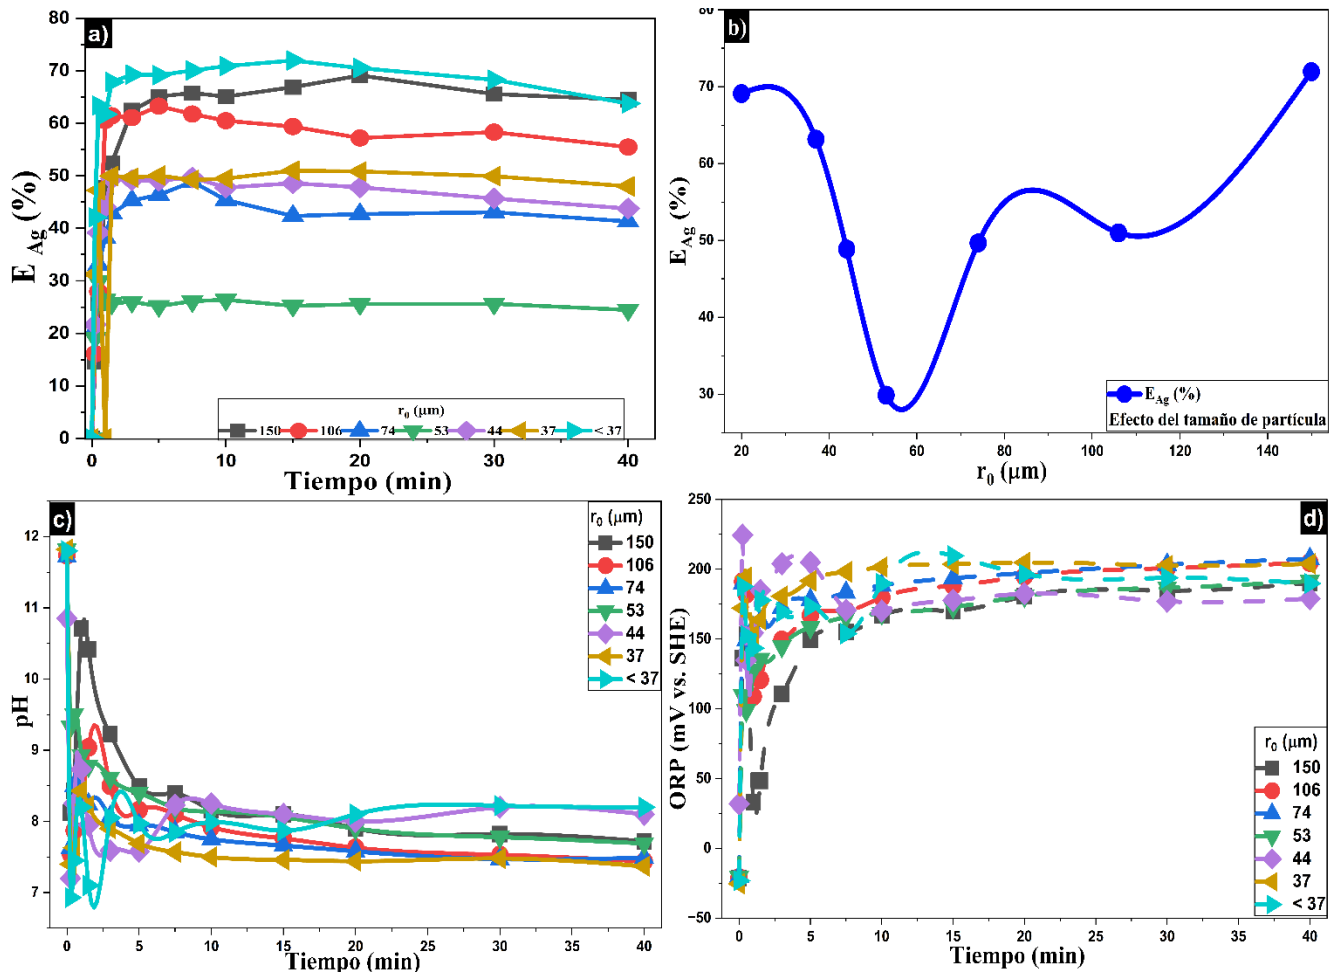 a)
E Ag (%)
80
70
60
50
40
30
20
10
0
r0 (μm)
150 106 74 53 44 37 < 37
0 10 20 30 40
Tiempo (min)
b)
E Ag (%)
80
70
60
50
40
30
E Ag (%)
Efecto del tamaño de partícula
20 40 60 80 100 120 140
r0 (μm)
c)
pH
12
11
10
9
8
7
r0 (μm)
150
106
74
53
44
37
< 37
0 5 10 15 20 25 30 35 40
Tiempo (min)
d)
ORP (mV vs. SHE)
250
200
150
100
50
0
−50
r0 (μm)
150
106
74
53
44
37
< 37
0 5 10 15 20 25 30 35 40
Tiempo (min)